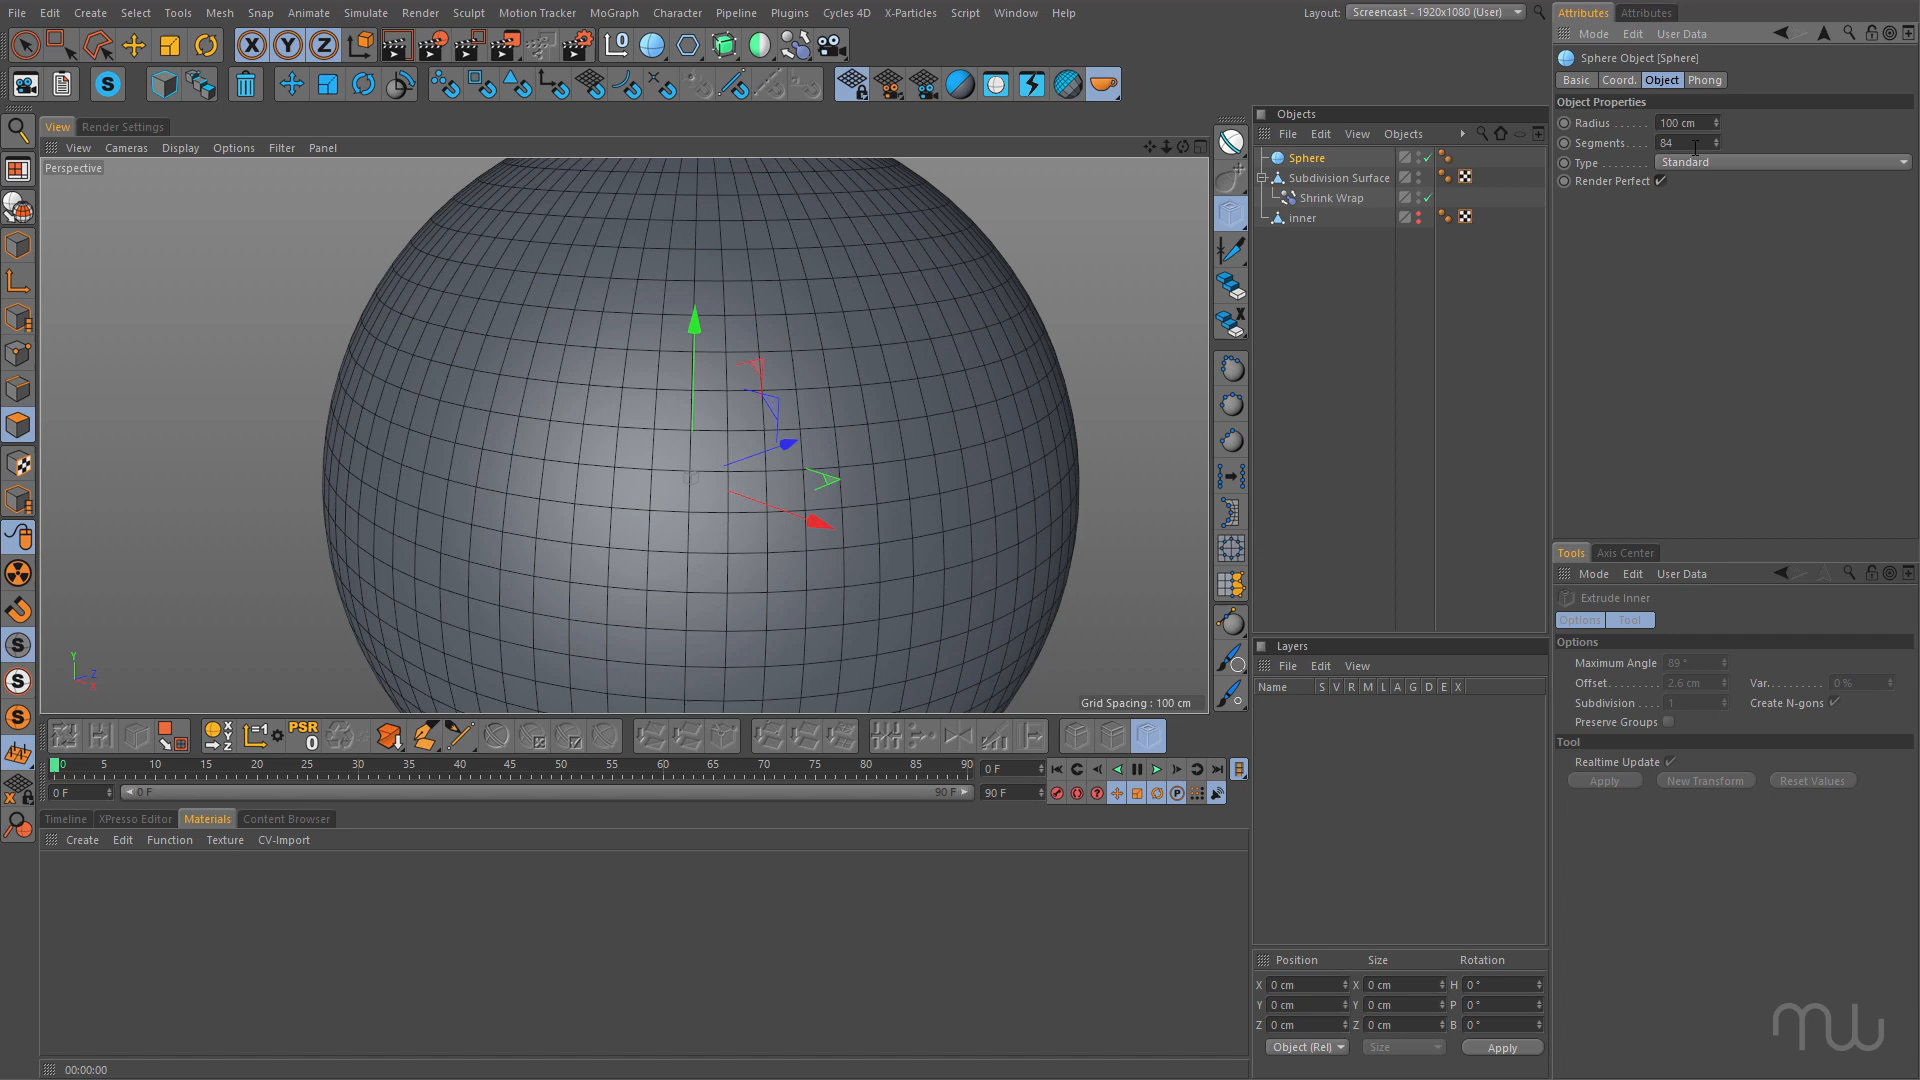 File Edit Create Select Tools Mesh Snap Animate Simulate Render Sculpt Motion Tracker MoGraph Character Pipeline Plugins Cycles 4D X-Particles Script Window Help Layout: Screencast - 1920x1080 (User)
Attributes Attributes
Mode Edit User Data
Sphere Object [Sphere]
Basic Coord. Object Phong
Object Properties
Radius 100 cm
Segments 84
Type Standard
Render Perfect
View Render Settings
View Cameras Display Options Filter Panel
Perspective
Y Z X
Grid Spacing : 100 cm
Objects
File Edit View Objects
Sphere
Subdivision Surface
Shrink Wrap
inner
Layers
File Edit View
Name S V R M L A G D E X
Tools Axis Center
Mode Edit User Data
Extrude Inner
Options Tool
Options
Maximum Angle 89 °
Offset 2.6 cm Var. 0 %
Subdivision 1 Create N-gons
Preserve Groups
Tool
Realtime Update
Apply New Transform Reset Values
PSR
0
0 5 10 15 20 25 30 35 40 45 50 55 60 65 70 75 80 85 90 0 F
0 F 0 F 90 F 90 F
Timeline XPresso Editor Materials Content Browser
Create Edit Function Texture CV-Import
Position Size Rotation
X 0 cm X 0 cm H 0 °
Y 0 cm Y 0 cm P 0 °
Z 0 cm Z 0 cm B 0 °
Object (Rel) Size Apply
00:00:00
mw